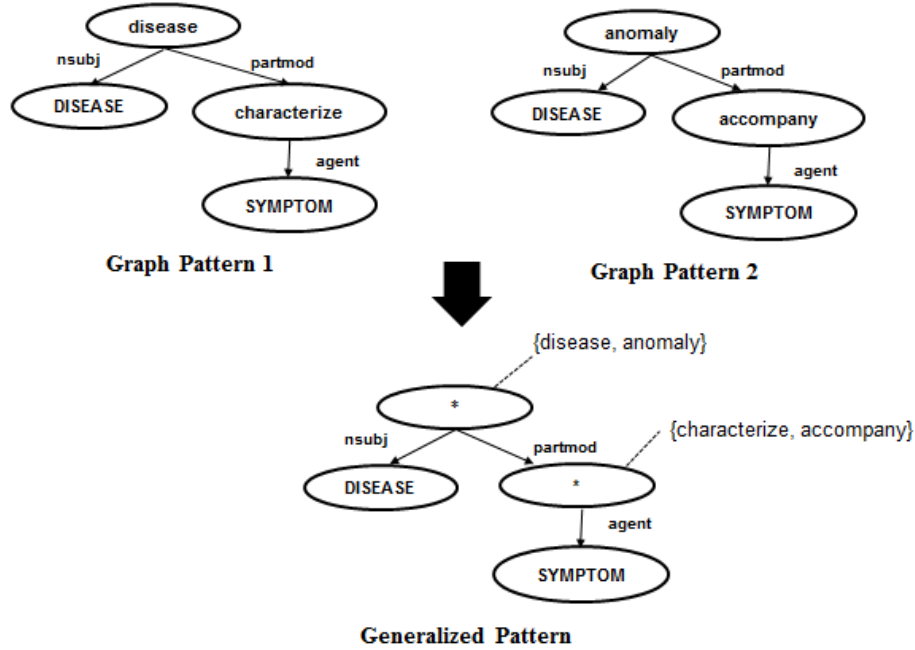 disease
nsubj
partmod
DISEASE
characterize
agent
SYMPTOM
Graph Pattern 1
anomaly
nsubj
partmod
DISEASE
accompany
agent
SYMPTOM
Graph Pattern 2
{disease, anomaly}
*
nsubj
partmod
{characterize, accompany}
DISEASE
*
agent
SYMPTOM
Generalized Pattern